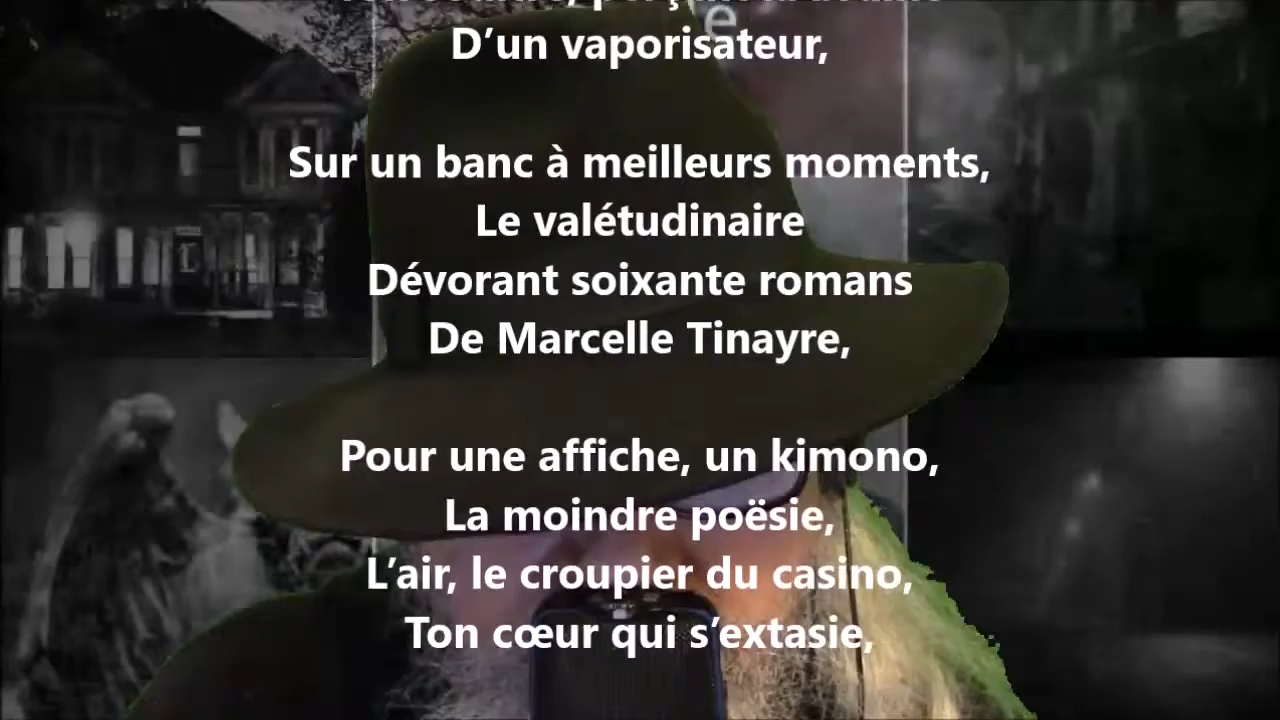 D’un vaporisateur,
Sur un banc à meilleurs moments,
Le valétudinaire
Dévorant soixante romans
De Marcelle Tinayre,
Pour une affiche, un kimono,
La moindre poësie,
L’air, le croupier du casino,
Ton cœur qui s’extasie,